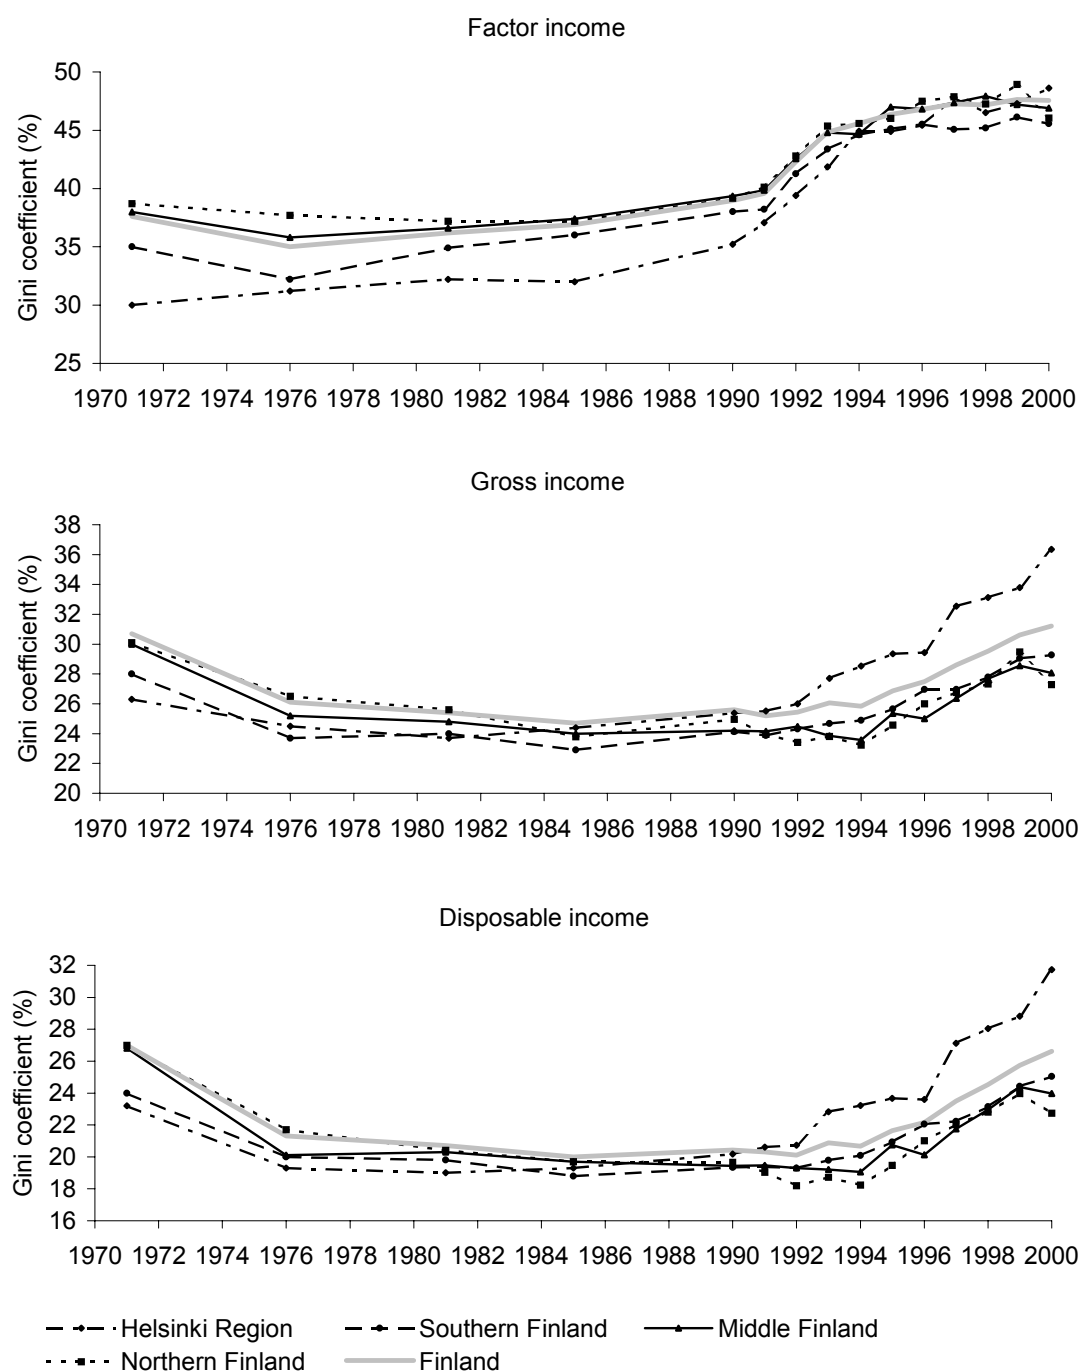 Factor income
Gini coefficient (%)
50
45
40
35
30
25
1970 1972 1974 1976 1978 1980 1982 1984 1986 1988 1990 1992 1994 1996 1998 2000
Gross income
Gini coefficient (%)
38
36
34
32
30
28
26
24
22
20
1970 1972 1974 1976 1978 1980 1982 1984 1986 1988 1990 1992 1994 1996 1998 2000
Disposable income
Gini coefficient (%)
32
30
28
26
24
22
20
18
16
1970 1972 1974 1976 1978 1980 1982 1984 1986 1988 1990 1992 1994 1996 1998 2000
Helsinki Region Southern Finland Middle Finland
Northern Finland Finland